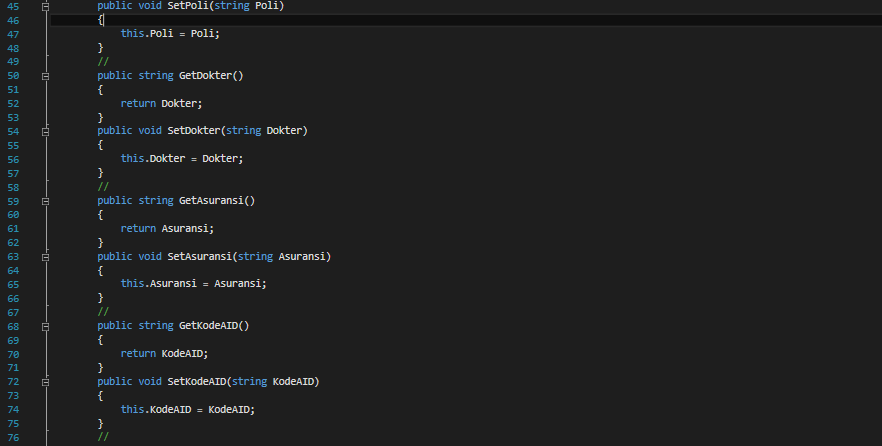 45 public void SetPoli(string Poli)
46 {
47 this.Poli = Poli;
48 }
49 //
50 public string GetDokter()
51 {
52 return Dokter;
53 }
54 public void SetDokter(string Dokter)
55 {
56 this.Dokter = Dokter;
57 }
58 //
59 public string GetAsuransi()
60 {
61 return Asuransi;
62 }
63 public void SetAsuransi(string Asuransi)
64 {
65 this.Asuransi = Asuransi;
66 }
67 //
68 public string GetKodeAID()
69 {
70 return KodeAID;
71 }
72 public void SetKodeAID(string KodeAID)
73 {
74 this.KodeAID = KodeAID;
75 }
76 //